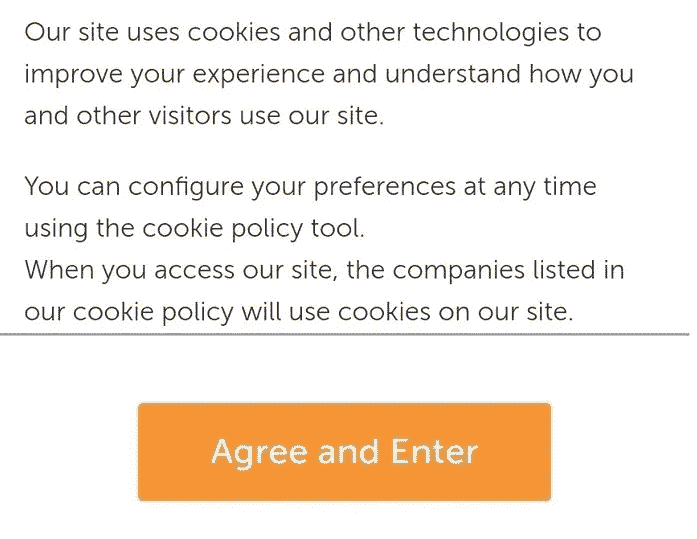 Our site uses cookies and other technologies to
improve your experience and understand how you
and other visitors use our site.
You can configure your preferences at any time
using the cookie policy tool.
When you access our site, the companies listed in
our cookie policy will use cookies on our site.
Agree and Enter